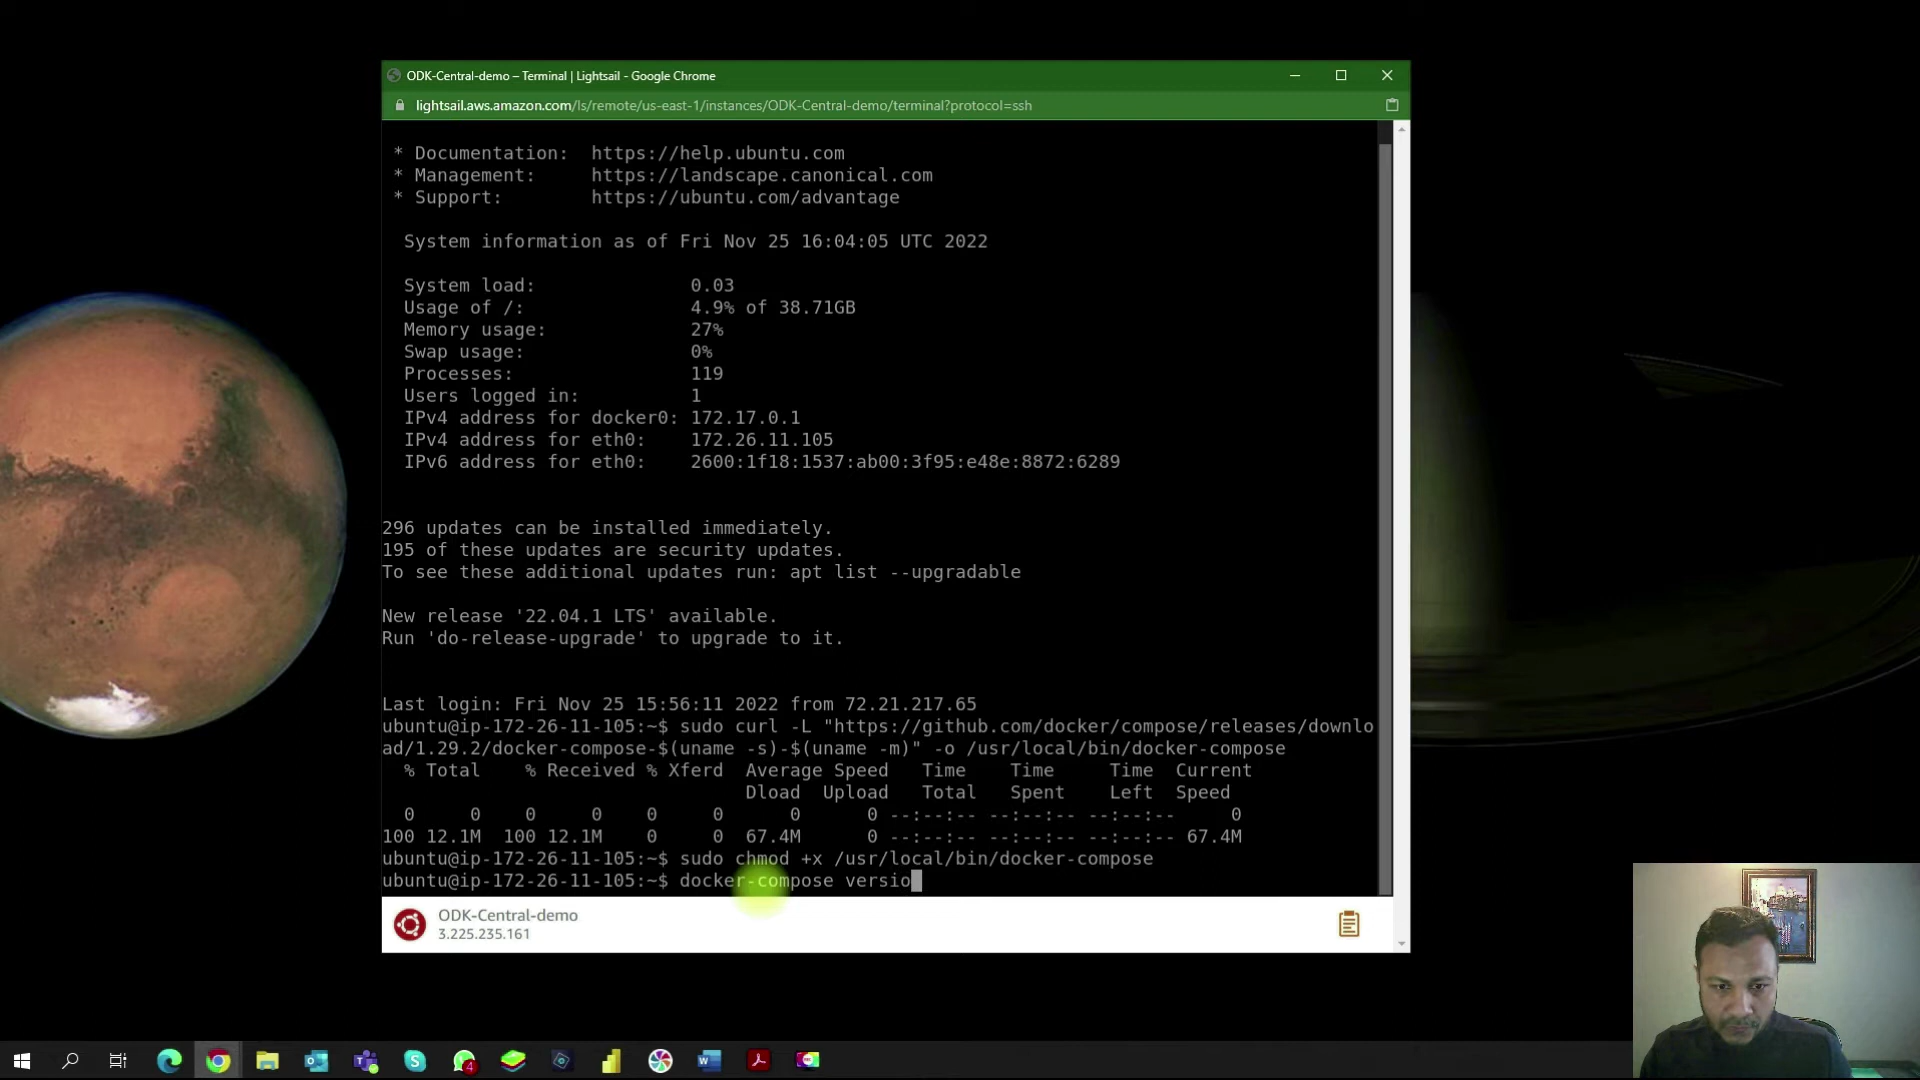 ODK-Central-demo – Terminal | Lightsail - Google Chrome
lightsail.aws.amazon.com/ls/remote/us-east-1/instances/ODK-Central-demo/terminal?protocol=ssh
* Documentation:  https://help.ubuntu.com
* Management:     https://landscape.canonical.com
* Support:        https://ubuntu.com/advantage
System information as of Fri Nov 25 16:04:05 UTC 2022
System load:              0.03
Usage of /:               4.9% of 38.71GB
Memory usage:             27%
Swap usage:               0%
Processes:                119
Users logged in:          1
IPv4 address for docker0: 172.17.0.1
IPv4 address for eth0:    172.26.11.105
IPv6 address for eth0:    2600:1f18:1537:ab00:3f95:e48e:8872:6289
296 updates can be installed immediately.
195 of these updates are security updates.
To see these additional updates run: apt list --upgradable
New release '22.04.1 LTS' available.
Run 'do-release-upgrade' to upgrade to it.
Last login: Fri Nov 25 15:56:11 2022 from 72.21.217.65
ubuntu@ip-172-26-11-105:~$ sudo curl -L "https://github.com/docker/compose/releases/downlo
ad/1.29.2/docker-compose-$(uname -s)-$(uname -m)" -o /usr/local/bin/docker-compose
% Total    % Received % Xferd  Average Speed   Time    Time     Time  Current
Dload  Upload   Total   Spent    Left  Speed
0     0    0     0    0     0      0      0 --:--:-- --:--:-- --:--:--     0
100 12.1M  100 12.1M    0     0  67.4M      0 --:--:-- --:--:-- --:--:-- 67.4M
ubuntu@ip-172-26-11-105:~$ sudo chmod +x /usr/local/bin/docker-compose
ubuntu@ip-172-26-11-105:~$ docker-compose versio
ODK-Central-demo
3.225.235.161
4